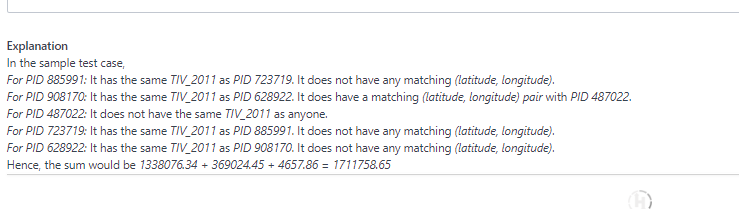 Explanation
In the sample test case,
For PID 885991: It has the same TIV_2011 as PID 723719. It does not have any matching (latitude, longitude).
For PID 908170: It has the same TIV_2011 as PID 628922. It does have a matching (latitude, longitude) pair with PID 487022.
For PID 487022: It does not have the same TIV_2011 as anyone.
For PID 723719: It has the same TIV_2011 as PID 885991. It does not have any matching (latitude, longitude).
For PID 628922: It has the same TIV_2011 as PID 908170. It does not have any matching (latitude, longitude).
Hence, the sum would be 1338076.34 + 369024.45 + 4657.86 = 1711758.65
H